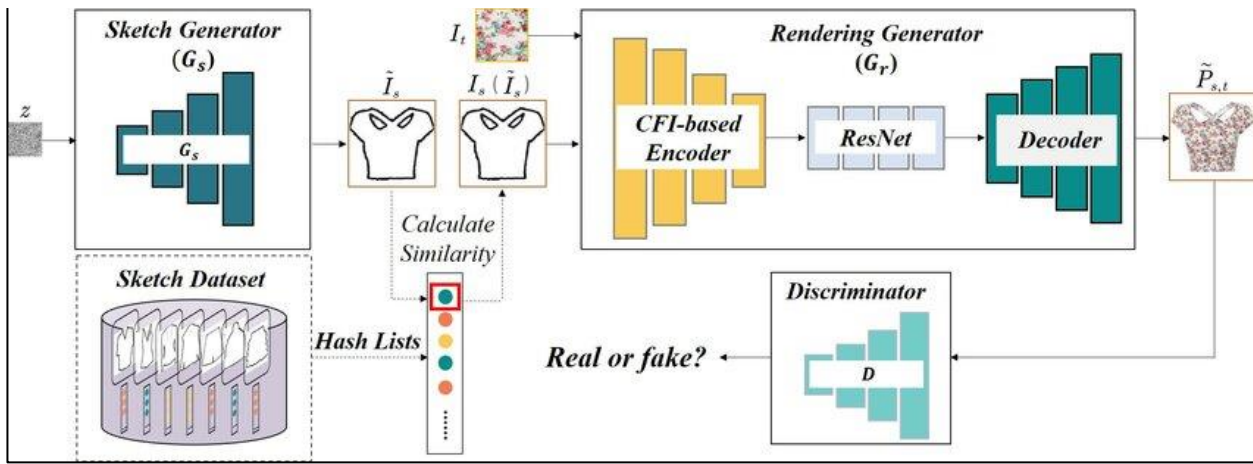 Sketch Generator
(G_s)
z
G_s
Ĩ_s
I_t
I_s (Ĩ_s)
Rendering Generator
(G_r)
CFI-based
Encoder
ResNet
Decoder
P̃_{s,t}
Calculate
Similarity
Sketch Dataset
Hash Lists
Discriminator
D
Real or fake?